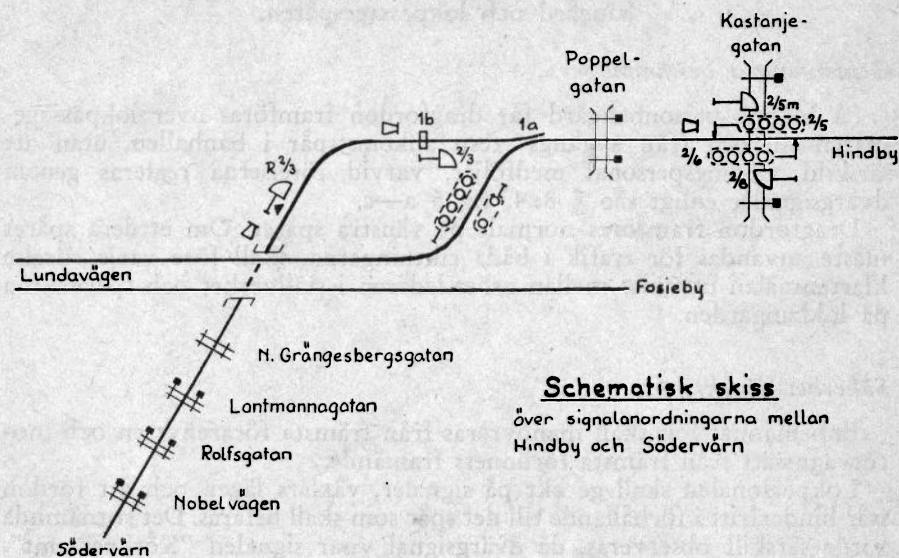 Kastanje-
gatan
Poppel-
gatan
2/5m
2/5
1b
1a
2/3
R 2/3
2/6
2/8
Hindby
Lundavägen
Fosieby
N. Grängesbergsgatan
Lantmannagatan
Rolfsgatan
Nobelvägen
Södervärn
Schematisk skiss
över signalanordningarna mellan
Hindby och Södervärn